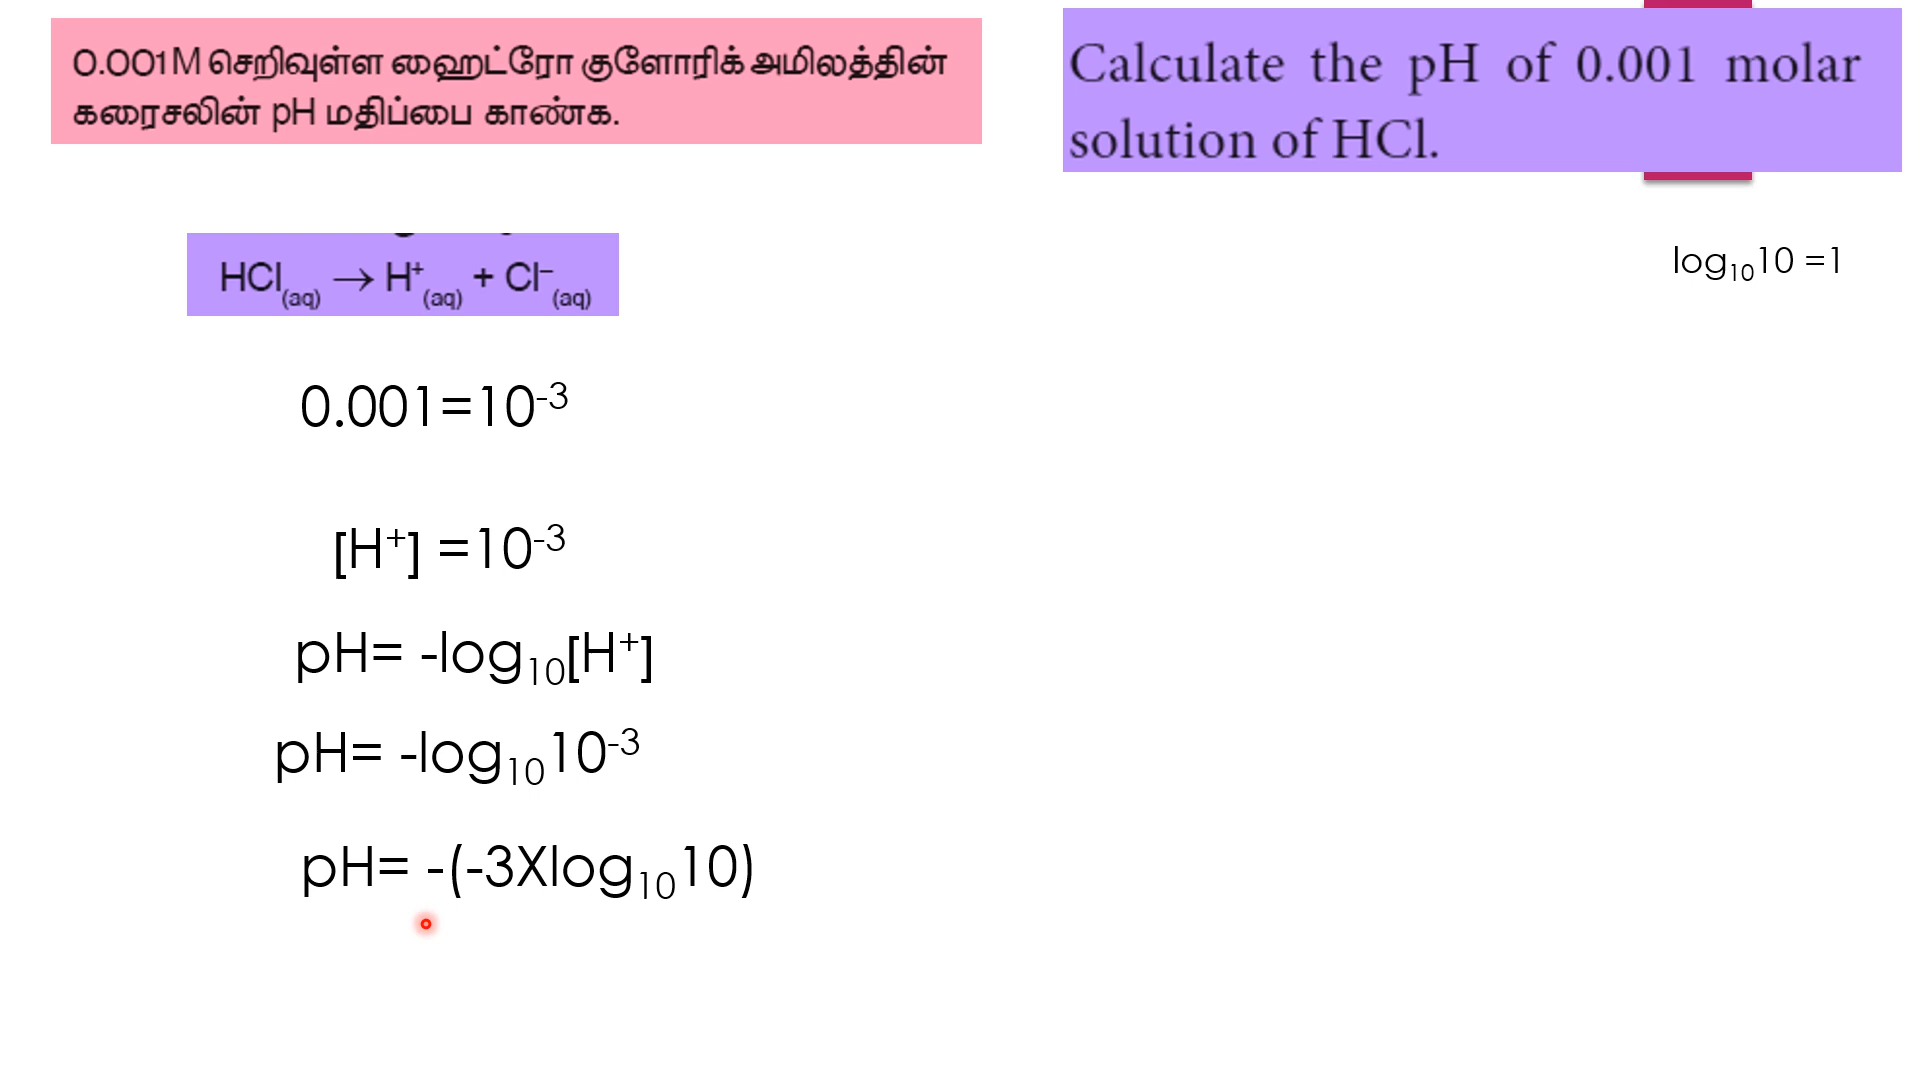 0.001M செறிவுள்ள ஹைட்ரோ குளோரிக் அமிலத்தின்
கரைசலின் pH மதிப்பை காண்க.
Calculate the pH of 0.001 molar
solution of HCl.
HCl(aq) → H⁺(aq) + Cl⁻(aq)
log₁₀10 =1
0.001=10⁻³
[H⁺] =10⁻³
pH= -log₁₀[H⁺]
pH= -log₁₀10⁻³
pH= -(-3Xlog₁₀10)